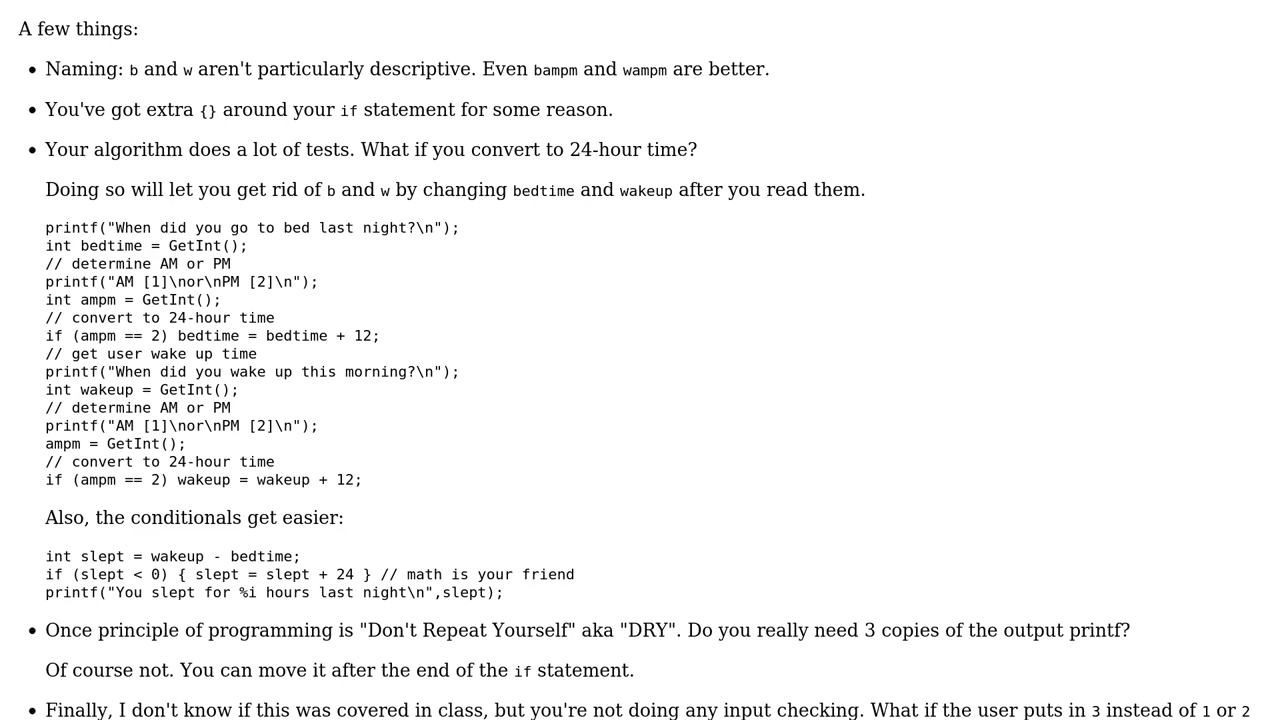 A few things:
Naming: b and w aren't particularly descriptive. Even bampm and wampm are better.
You've got extra {} around your if statement for some reason.
Your algorithm does a lot of tests. What if you convert to 24-hour time?
Doing so will let you get rid of b and w by changing bedtime and wakeup after you read them.
printf("When did you go to bed last night?\n");
int bedtime = GetInt();
// determine AM or PM
printf("AM [1]\nor\nPM [2]\n");
int ampm = GetInt();
// convert to 24-hour time
if (ampm == 2) bedtime = bedtime + 12;
// get user wake up time
printf("When did you wake up this morning?\n");
int wakeup = GetInt();
// determine AM or PM
printf("AM [1]\nor\nPM [2]\n");
ampm = GetInt();
// convert to 24-hour time
if (ampm == 2) wakeup = wakeup + 12;
Also, the conditionals get easier:
int slept = wakeup - bedtime;
if (slept < 0) { slept = slept + 24 } // math is your friend
printf("You slept for %i hours last night\n",slept);
Once principle of programming is "Don't Repeat Yourself" aka "DRY". Do you really need 3 copies of the output printf?
Of course not. You can move it after the end of the if statement.
Finally, I don't know if this was covered in class, but you're not doing any input checking. What if the user puts in 3 instead of 1 or 2